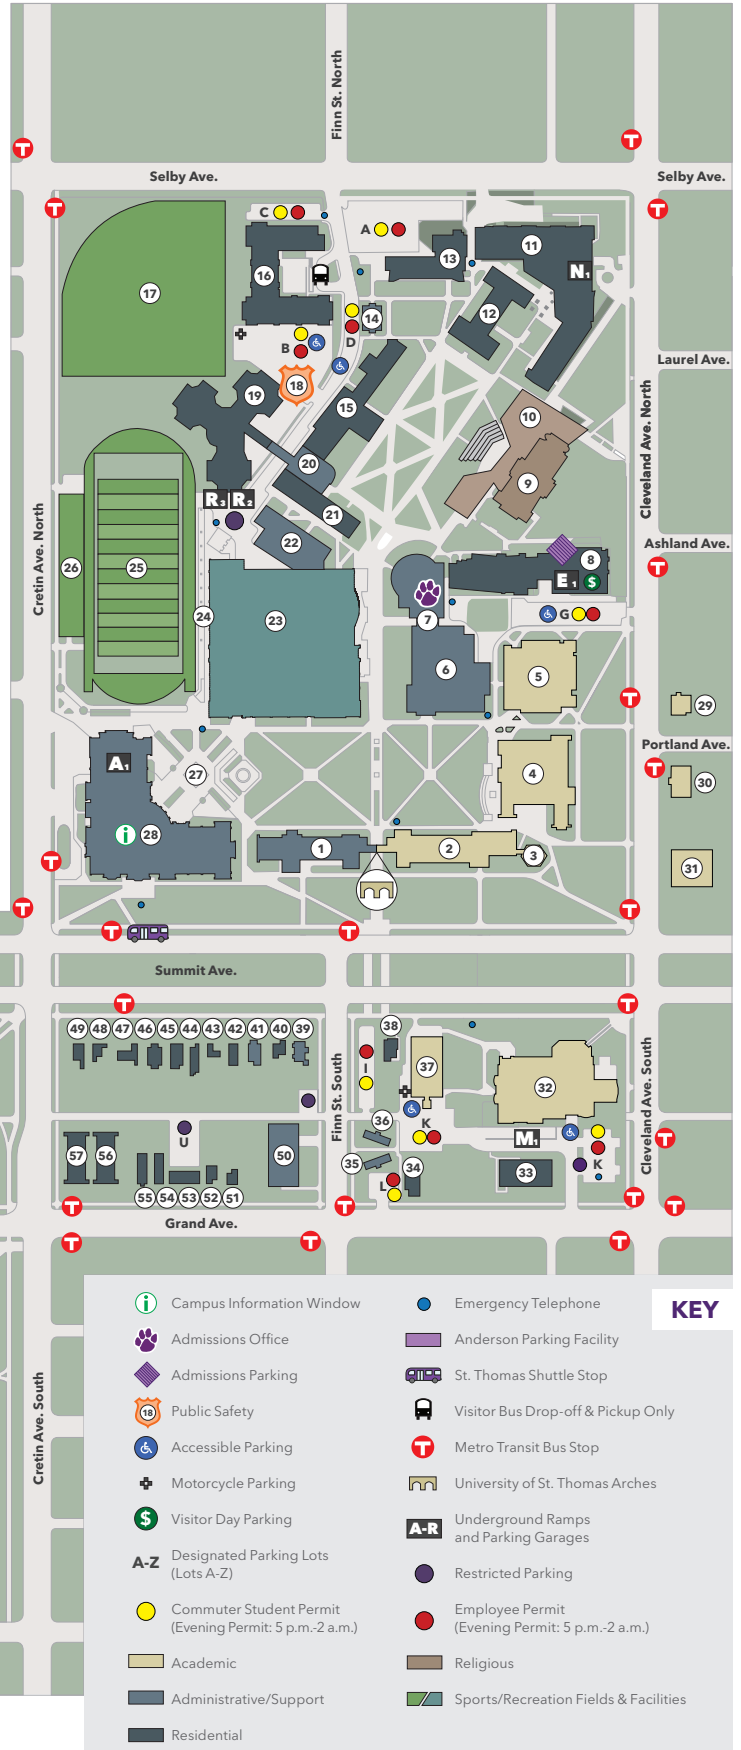 Finn St. North
T
T
Selby Ave.
Selby Ave.
T
T
C
A
11
13
16
N1
17
14
12
D
B
Laurel Ave.
18
19
15
10
Cleveland Ave. North
20
9
R3 R2
21
Cretin Ave. North
22
Ashland Ave.
8
26
25
E1
$
T
7
G
24
23
6
5
T
29
Portland Ave.
A1
27
4
T
30
i
28
1
2
3
T
31
T
T
T
T
Summit Ave.
T
T
49 48 47 46 45 44 43 42 41 40 39
38
I
37
32
Finn St. South
36
K
U
M1
K
T
Cleveland Ave. South
57
56
50
35
34
33
L
55 54 53 52 51
T
T
T
T
Grand Ave.
T
T
T
KEY
i Campus Information Window
Emergency Telephone
Admissions Office
Anderson Parking Facility
Admissions Parking
St. Thomas Shuttle Stop
18 Public Safety
Visitor Bus Drop-off & Pickup Only
Accessible Parking
T Metro Transit Bus Stop
Cretin Ave. South
Motorcycle Parking
University of St. Thomas Arches
$ Visitor Day Parking
A-R Underground Ramps
and Parking Garages
A-Z Designated Parking Lots
(Lots A-Z)
Restricted Parking
Commuter Student Permit
(Evening Permit: 5 p.m.-2 a.m.)
Employee Permit
(Evening Permit: 5 p.m.-2 a.m.)
Academic
Religious
Administrative/Support
Sports/Recreation Fields & Facilities
Residential